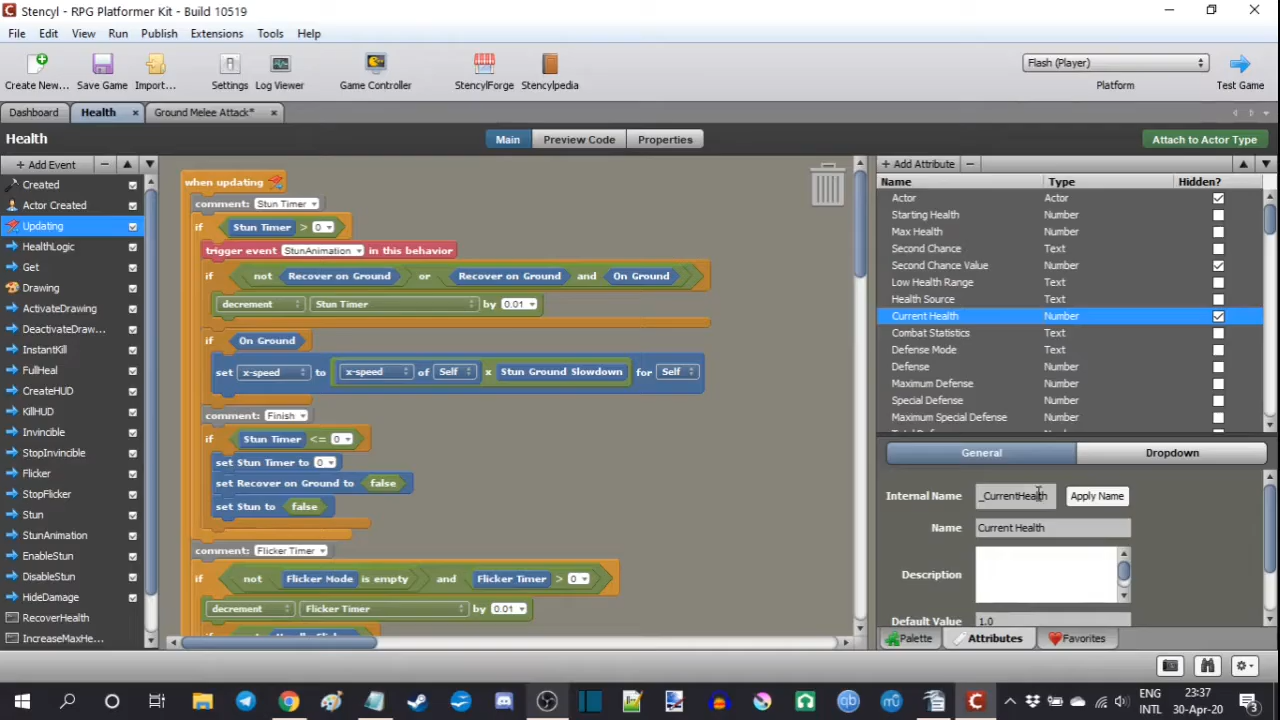 Stencyl - RPG Platformer Kit - Build 10519
File Edit View Run Publish Extensions Tools Help
Create New... Save Game Import... Settings Log Viewer Game Controller StencylForge Stencylpedia
Flash (Player)
Platform Test Game
Dashboard Health Ground Melee Attack*
Health
Main Preview Code Properties
Attach to Actor Type
+ Add Event
Created
Actor Created
Updating
HealthLogic
Get
Drawing
ActivateDrawing
DeactivateDraw...
InstantKill
FullHeal
CreateHUD
KillHUD
Invincible
StopInvincible
Flicker
StopFlicker
Stun
StunAnimation
EnableStun
DisableStun
HideDamage
RecoverHealth
IncreaseMaxHe...
when updating
comment: Stun Timer
if Stun Timer > 0
trigger event StunAnimation in this behavior
if not Recover on Ground or Recover on Ground and On Ground
decrement Stun Timer by 0.01
if On Ground
set x-speed to x-speed of Self x Stun Ground Slowdown for Self
comment: Finish
if Stun Timer <= 0
set Stun Timer to 0
set Recover on Ground to false
set Stun to false
comment: Flicker Timer
if not Flicker Mode is empty and Flicker Timer > 0
decrement Flicker Timer by 0.01
+ Add Attribute
Name Type Hidden?
Actor Actor
Starting Health Number
Max Health Number
Second Chance Text
Second Chance Value Number
Low Health Range Text
Health Source Text
Current Health Number
Combat Statistics Text
Defense Mode Text
Defense Number
Maximum Defense Number
Special Defense Number
Maximum Special Defense Number
General Dropdown
Internal Name _CurrentHealth Apply Name
Name Current Health
Description
Default Value 1.0
Palette Attributes Favorites
ENG 23:37
INTL 30-Apr-20
3